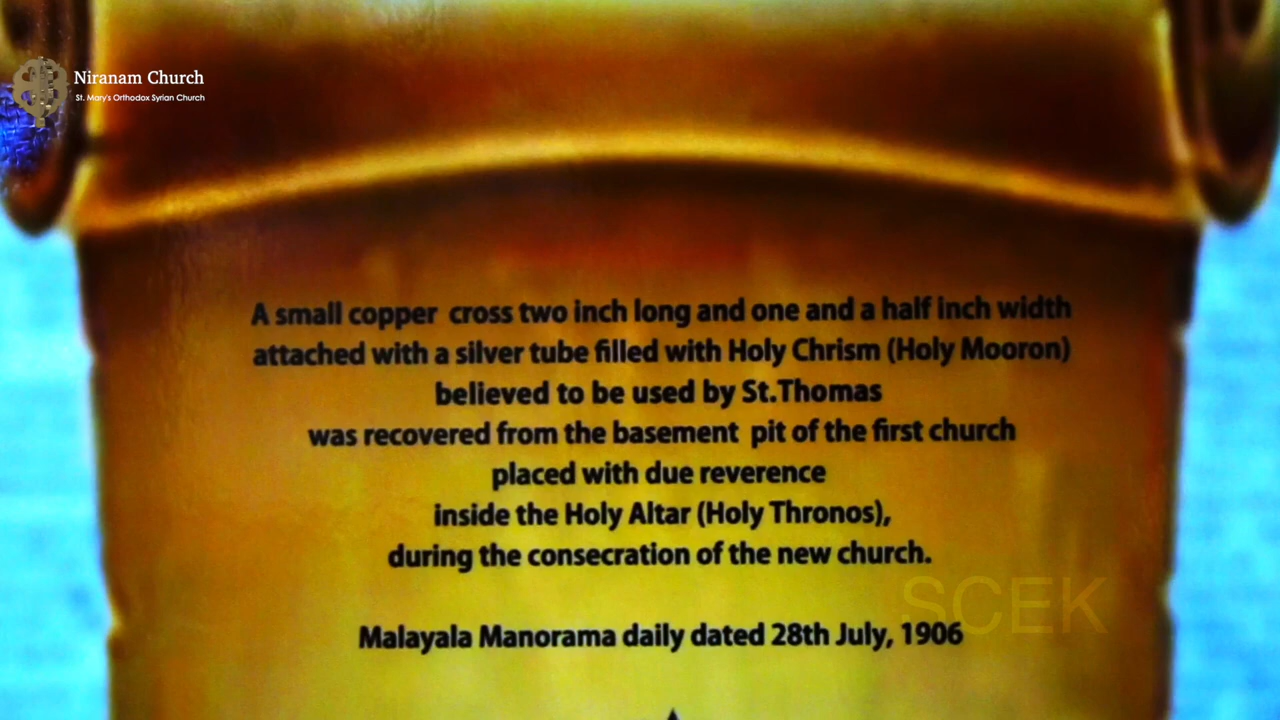 Niranam Church
St. Mary's Orthodox Syrian Church
A small copper cross two inch long and one and a half inch width
attached with a silver tube filled with Holy Chrism (Holy Mooron)
believed to be used by St.Thomas
was recovered from the basement pit of the first church
placed with due reverence
inside the Holy Altar (Holy Thronos),
during the consecration of the new church.
SCEK
Malayala Manorama daily dated 28th July, 1906